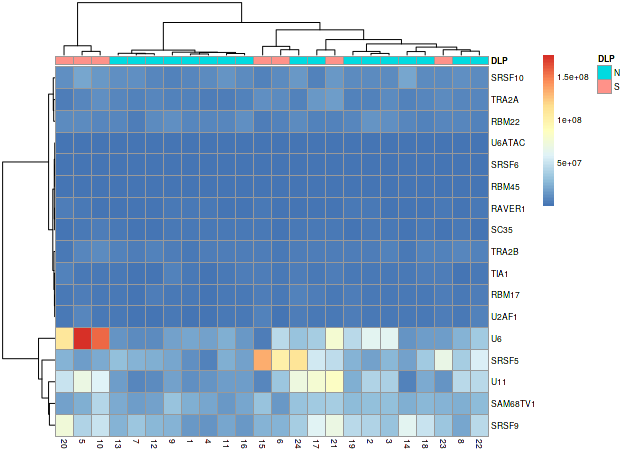 DLP
DLP
N
S
1.5e+08
1e+08
5e+07
SRSF10
TRA2A
RBM22
U6ATAC
SRSF6
RBM45
RAVER1
SC35
TRA2B
TIA1
RBM17
U2AF1
U6
SRSF5
U11
SAM68TV1
SRSF9
20 5 10 13 7 12 9 1 4 11 16 15 6 24 17 21 19 2 3 14 18 23 8 22